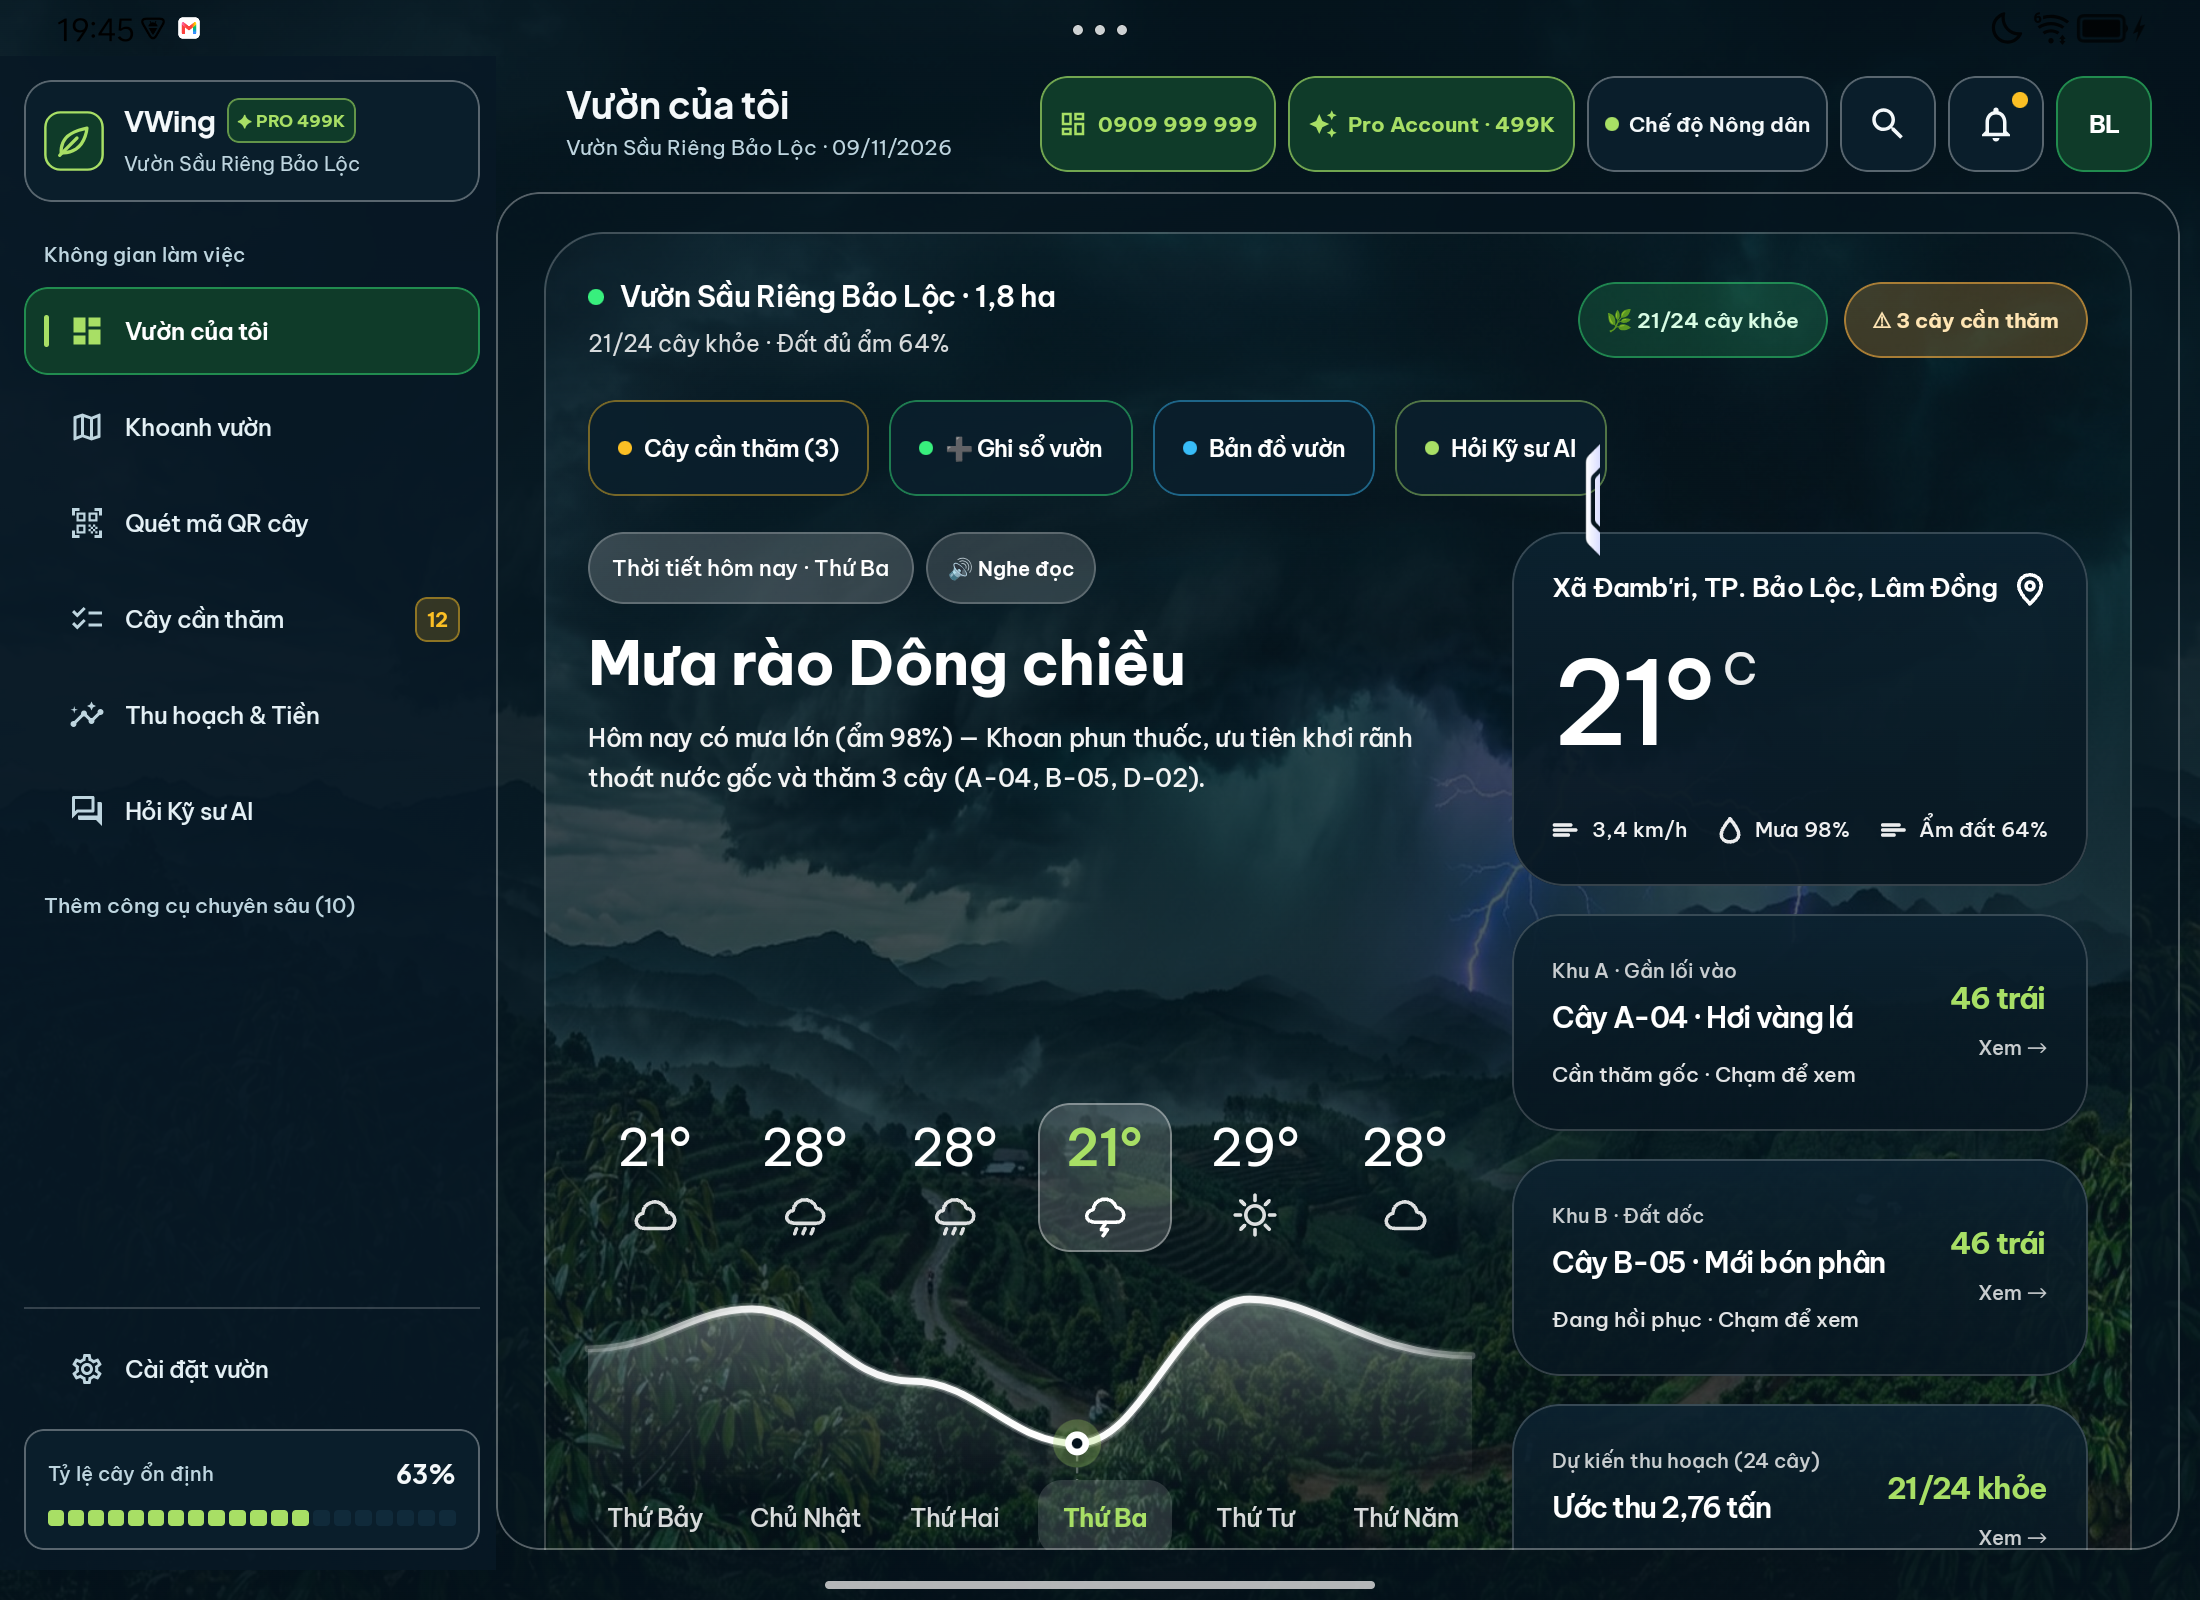 19:45
VWing
PRO 499K
Vườn Sầu Riêng Bảo Lộc
Không gian làm việc
Vườn của tôi
Khoanh vườn
Quét mã QR cây
Cây cần thăm
12
Thu hoạch & Tiền
Hỏi Kỹ sư AI
Thêm công cụ chuyên sâu (10)
Cài đặt vườn
Tỷ lệ cây ổn định
63%
Vườn của tôi
Vườn Sầu Riêng Bảo Lộc · 09/11/2026
0909 999 999
Pro Account · 499K
Chế độ Nông dân
BL
Vườn Sầu Riêng Bảo Lộc · 1,8 ha
21/24 cây khỏe · Đất đủ ẩm 64%
🌿 21/24 cây khỏe
⚠ 3 cây cần thăm
Cây cần thăm (3)
➕ Ghi sổ vườn
Bản đồ vườn
Hỏi Kỹ sư AI
Thời tiết hôm nay · Thứ Ba
🔊 Nghe đọc
Mưa rào Dông chiều
Hôm nay có mưa lớn (ẩm 98%) — Khoan phun thuốc, ưu tiên khơi rãnh
thoát nước gốc và thăm 3 cây (A-04, B-05, D-02).
21° 28° 28° 21° 29° 28°
Thứ Bảy Chủ Nhật Thứ Hai Thứ Ba Thứ Tư Thứ Năm
Xã Đamb'ri, TP. Bảo Lộc, Lâm Đồng
21° C
3,4 km/h Mưa 98% Ẩm đất 64%
Khu A · Gần lối vào
Cây A-04 · Hơi vàng lá
Cần thăm gốc · Chạm để xem
46 trái
Xem →
Khu B · Đất dốc
Cây B-05 · Mới bón phân
Đang hồi phục · Chạm để xem
46 trái
Xem →
Dự kiến thu hoạch (24 cây)
Ước thu 2,76 tấn
21/24 khỏe
Xem →